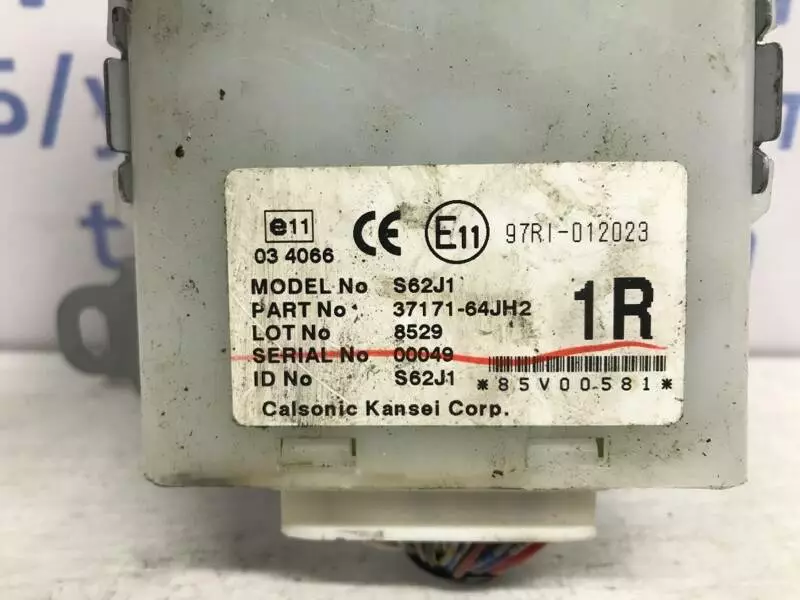 e11
03 4066
CE
E11
97RI-012023
MODEL No S62J1
PART No 37171-64JH2
1R
LOT No 8529
SERIAL No 00049
ID No S62J1
*85V00581*
Calsonic Kansei Corp.